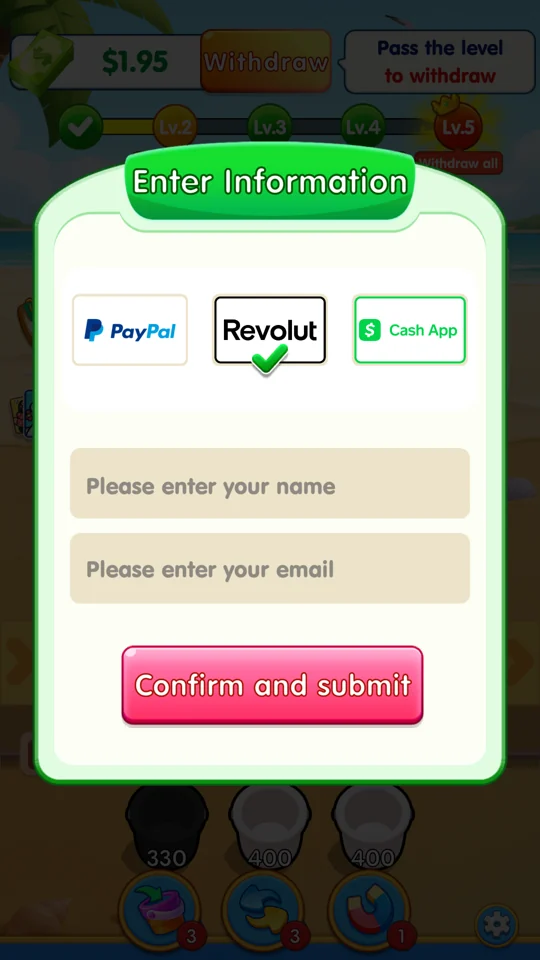 $1.95
Withdraw
Pass the level
to withdraw
Lv.2
Lv.3
Lv.4
Lv.5
Withdraw all
Enter Information
PayPal
Revolut
Cash App
Please enter your name
Please enter your email
Confirm and submit
330
400
400
3
3
1